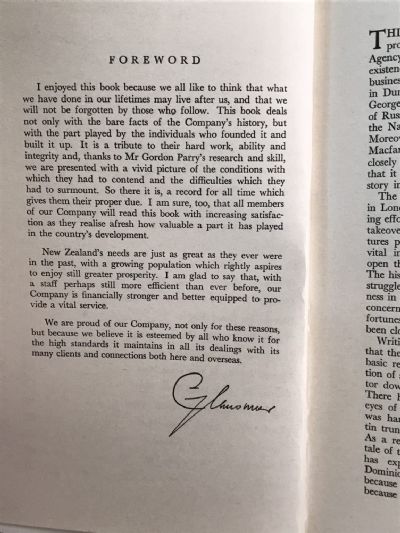 FOREWORD
I enjoyed this book because we all like to think that what
we have done in our lifetimes may live after us, and that we
will not be forgotten by those who follow. This book deals
not only with the bare facts of the Company's history, but
with the part played by the individuals who founded it and
built it up. It is a tribute to their hard work, ability and
integrity and, thanks to Mr Gordon Parry's research and skill,
we are presented with a vivid picture of the conditions with
which they had to contend and the difficulties which they
had to surmount. So there it is, a record for all time which
gives them their proper due. I am sure, too, that all members
of our Company will read this book with increasing satisfac-
tion as they realise afresh how valuable a part it has played
in the country's development.
New Zealand's needs are just as great as they ever were
in the past, with a growing population which rightly aspires
to enjoy still greater prosperity. I am glad to say that, with
a staff perhaps still more efficient than ever before, our
Company is financially stronger and better equipped to pro-
vide a vital service.
We are proud of our Company, not only for these reasons,
but because we believe it is esteemed by all who know it for
the high standards it maintains in all its dealings with its
many clients and connections both here and overseas.
THI
pro
Agency
existen
busines
in Dun
George
of Rus
the Na
Moreov
Macfar
closely
that it
story in
The
in Lon
ing effo
takeove
tures p
vital in
open th
The his
struggle
ness in
concern
fortunes
been clo
Writi
that the
basic re
tion of
tor dow
There h
eyes of
was har
tin trun
As a re
tale of t
has exp
Dominic
because
because